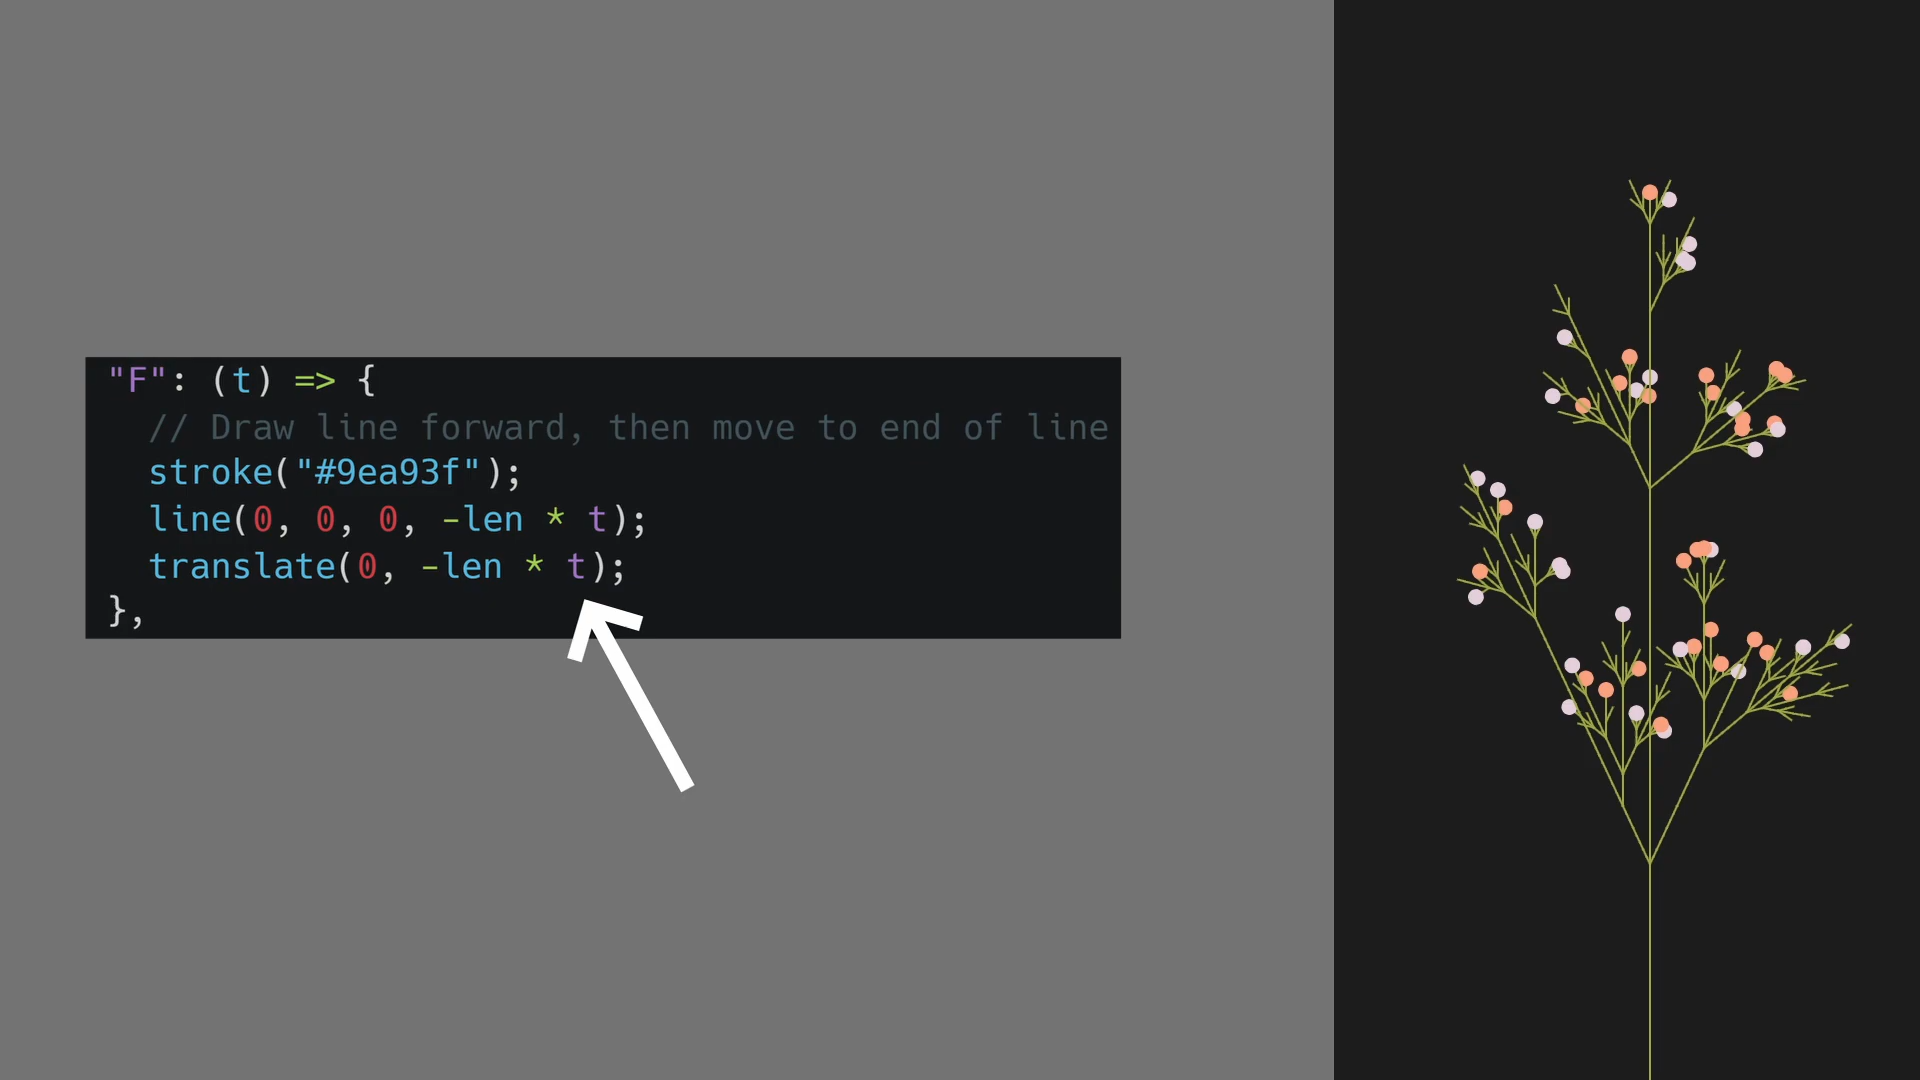 "F": (t) => {
// Draw line forward, then move to end of line
stroke("#9ea93f");
line(0, 0, 0, -len * t);
translate(0, -len * t);
},